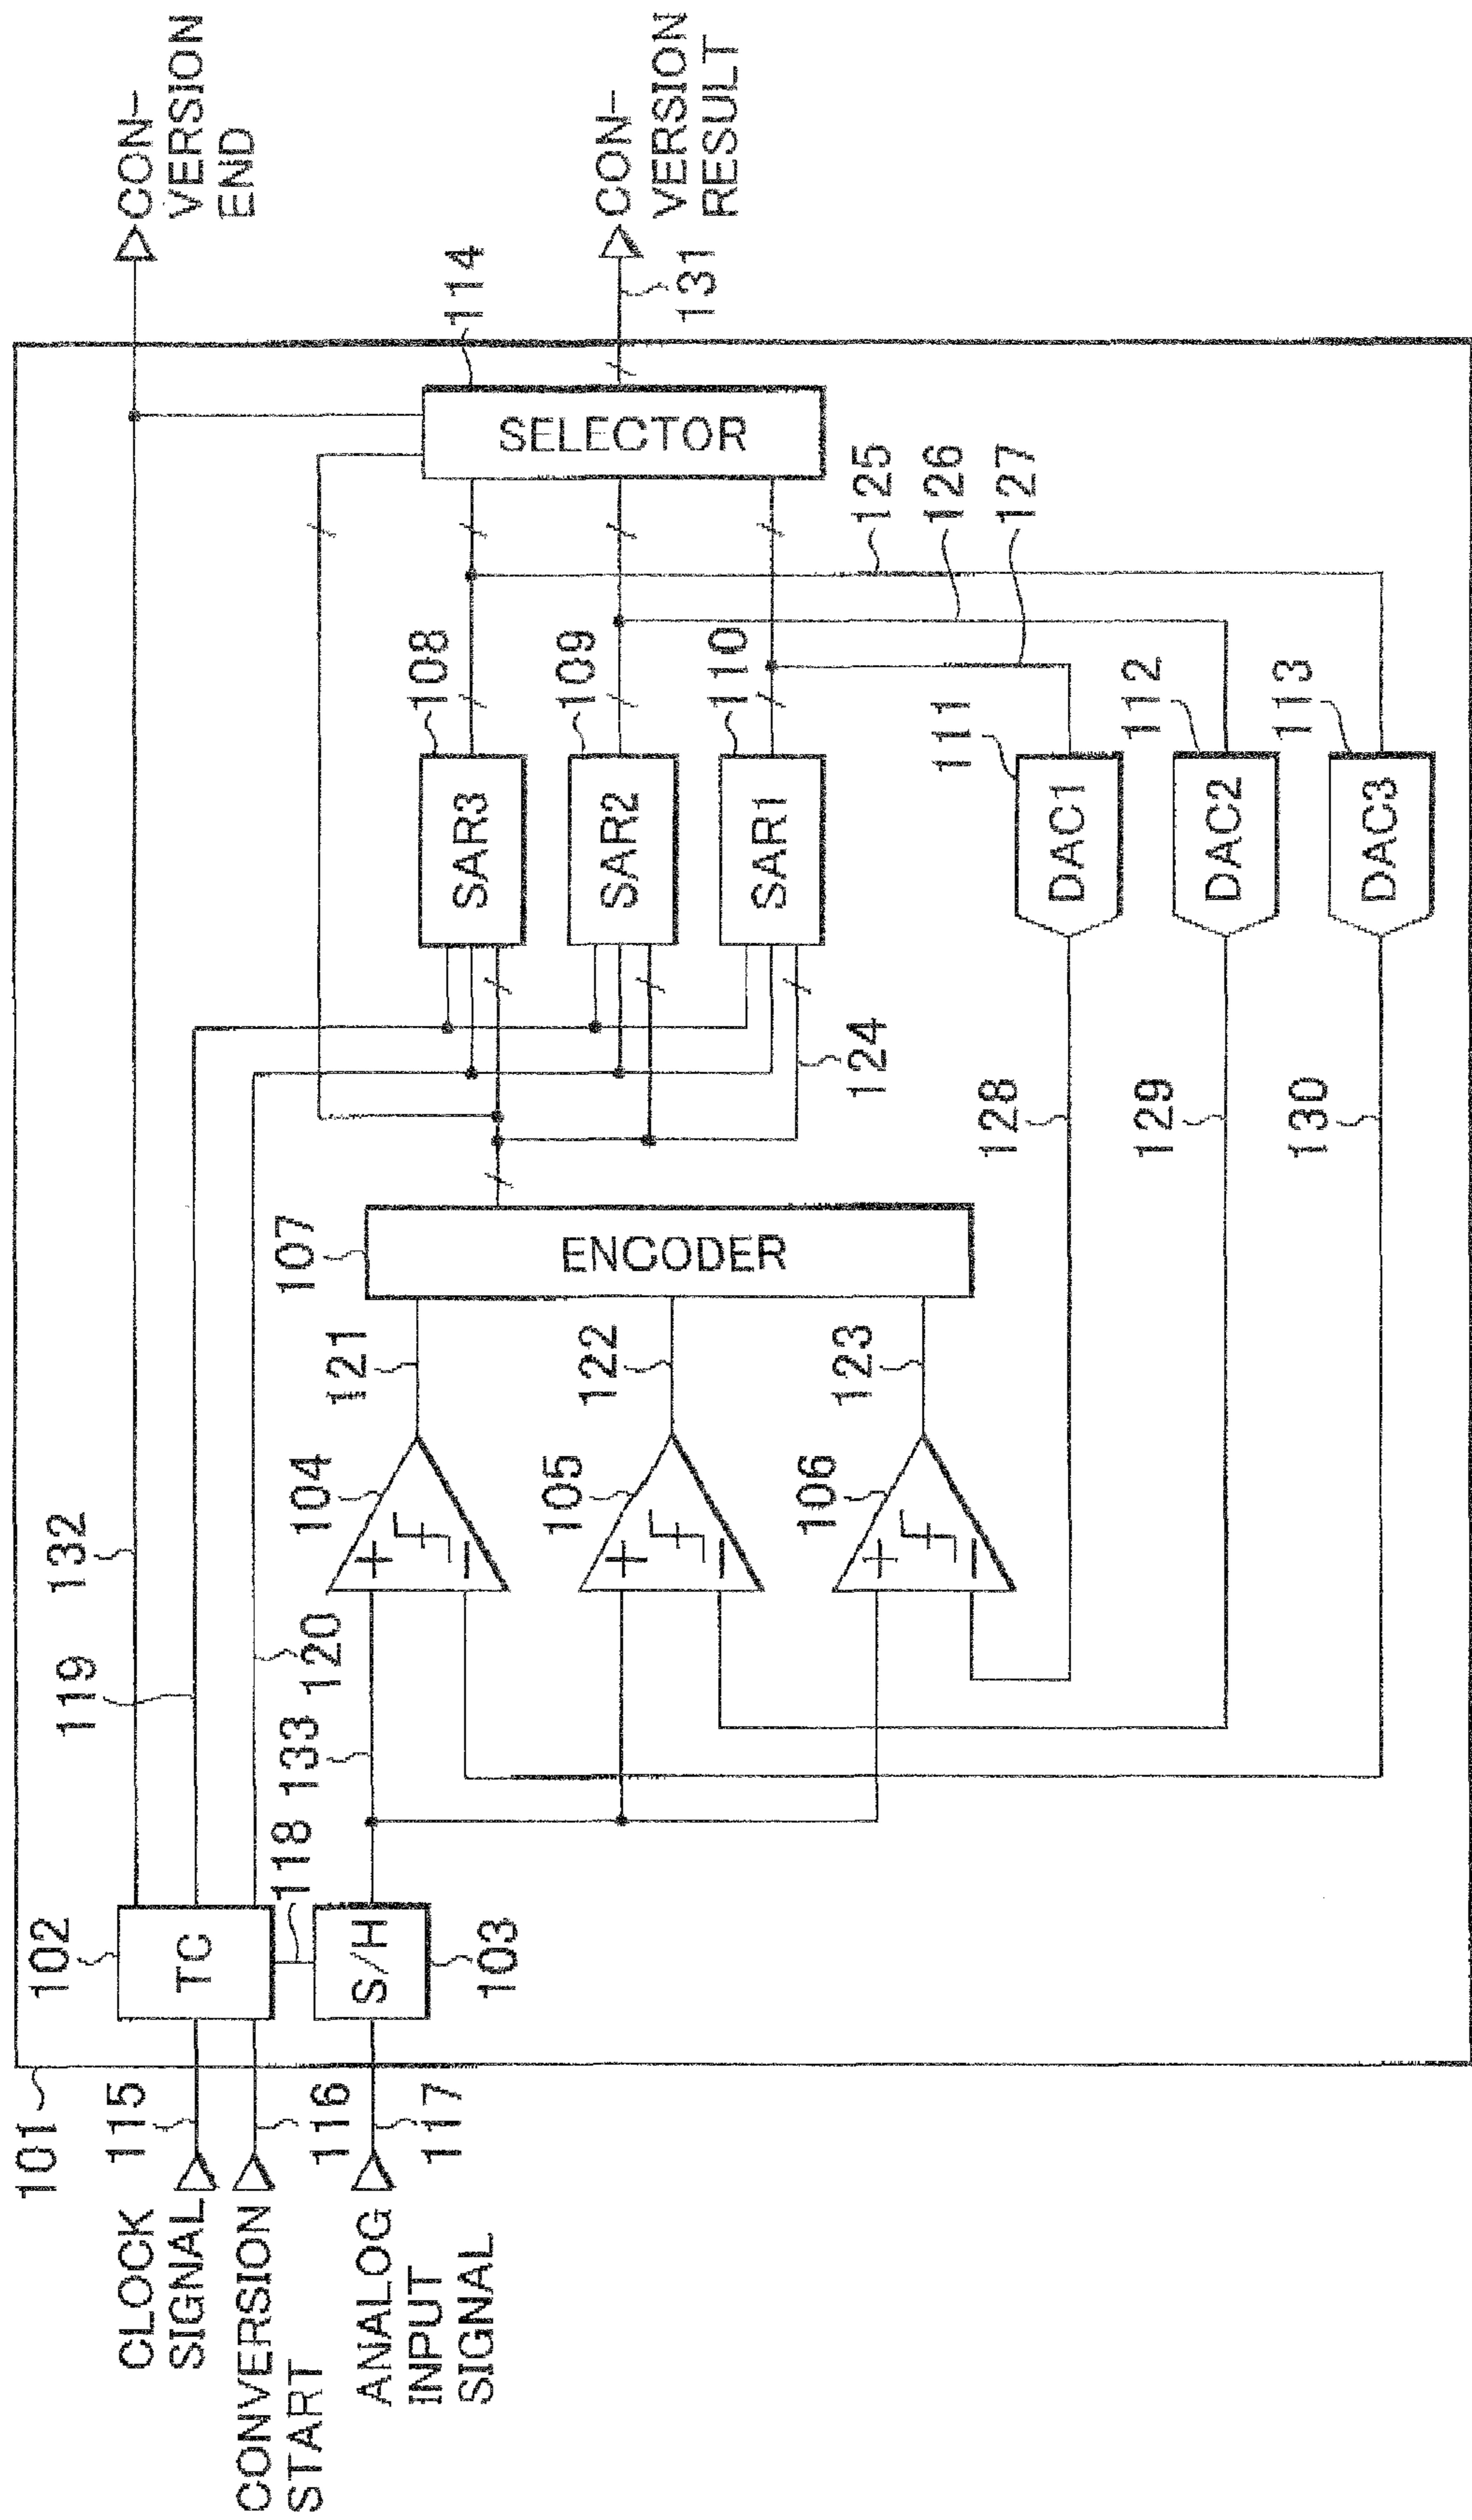 101
CLOCK
SIGNAL
115
CONVERSION
START
116
ANALOG
INPUT
SIGNAL
117
102
TC
118
S/H
103
132
119
120
133
104
+
−
105
+
−
106
+
−
121
122
123
107
ENCODER
124
128
129
130
108
SAR3
109
SAR2
110
SAR1
111
DAC1
112
DAC2
113
DAC3
125
126
127
114
SELECTOR
131
CON-
VERSION
END
CON-
VERSION
RESULT